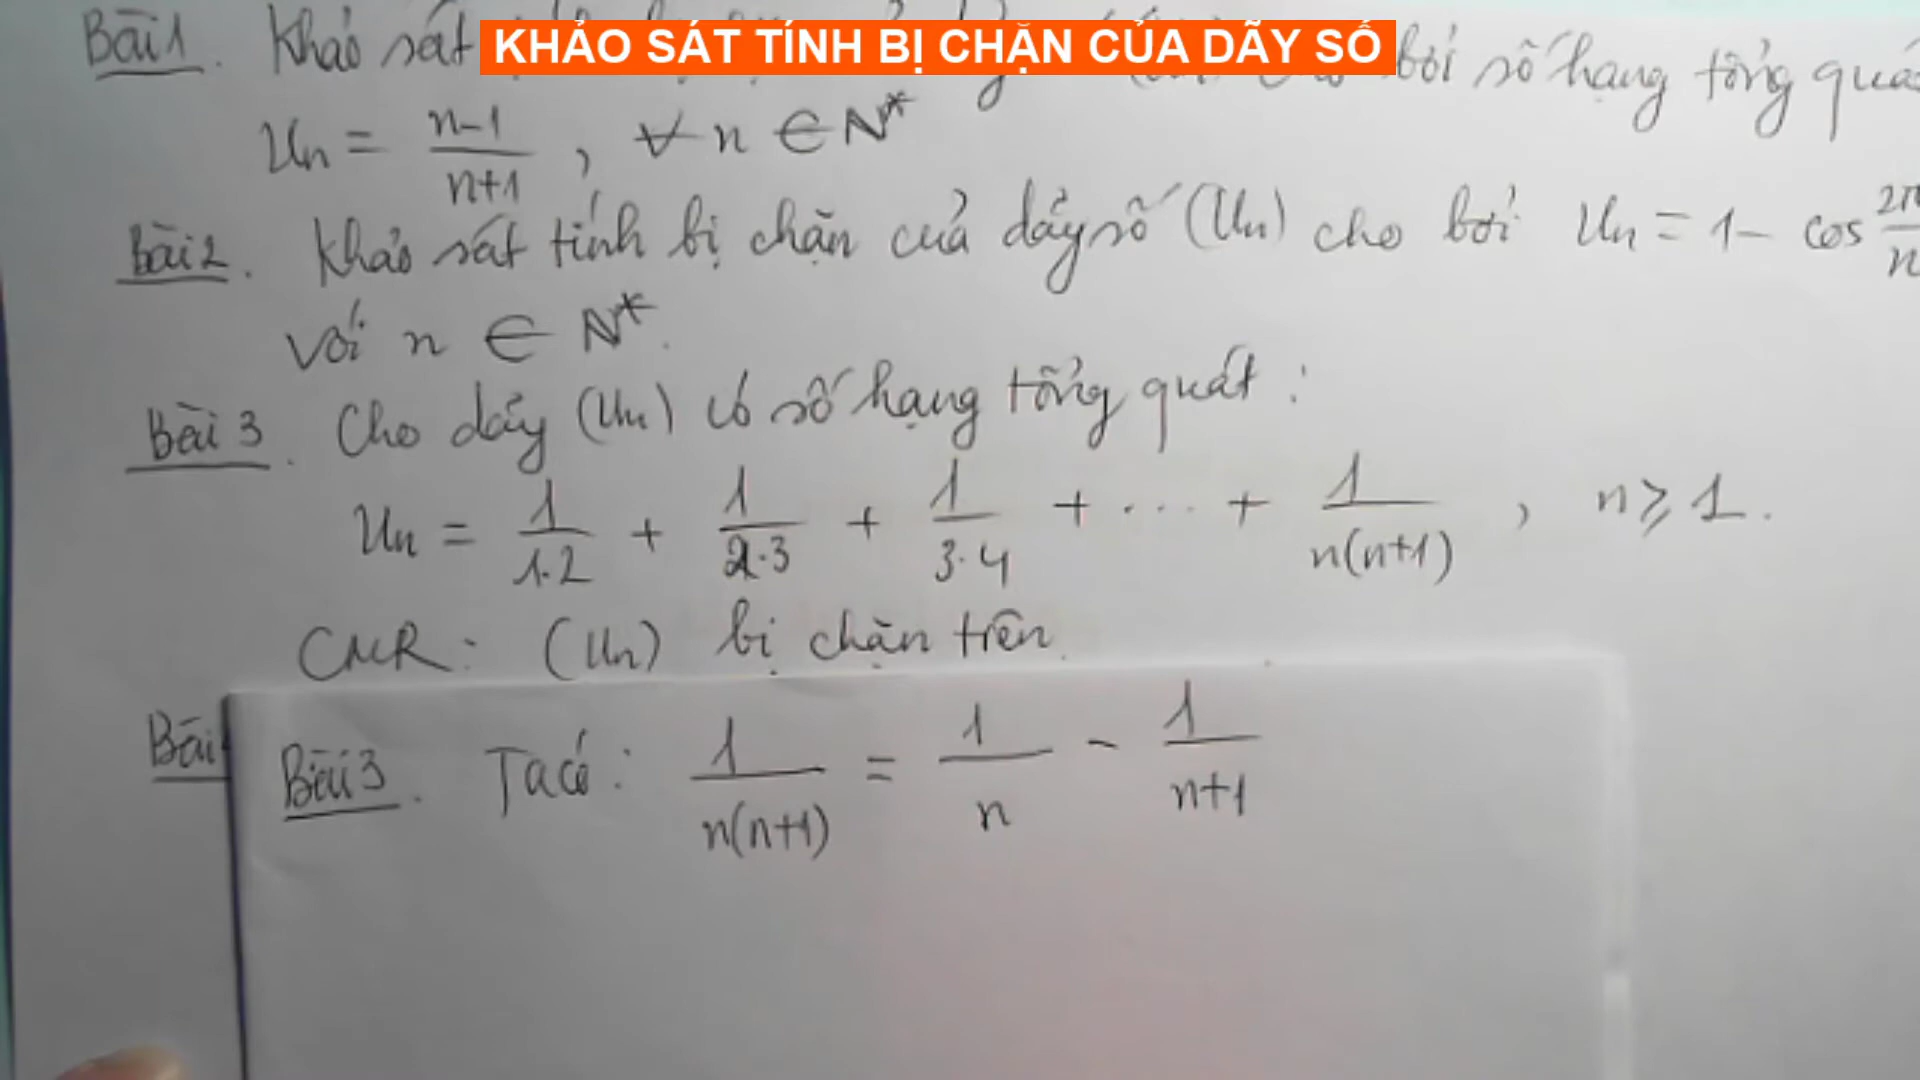 KHẢO SÁT TÍNH BỊ CHẶN CỦA DÃY SỐ
Bài 1. Khảo sát bởi số hạng tổng quá
Un = n-1/n+1, ∀ n ∈ N*
Bài 2. Khảo sát tính bị chặn của dãy số (Un) cho bởi Un = 1 - cos 2π/n
với n ∈ N*.
Bài 3. Cho dãy (Un) có số hạng tổng quát:
Un = 1/1.2 + 1/2.3 + 1/3.4 + ... + 1/n(n+1), n ≥ 1.
CMR: (Un) bị chặn trên.
Bài
Bài 3. Ta có: 1/n(n+1) = 1/n - 1/n+1